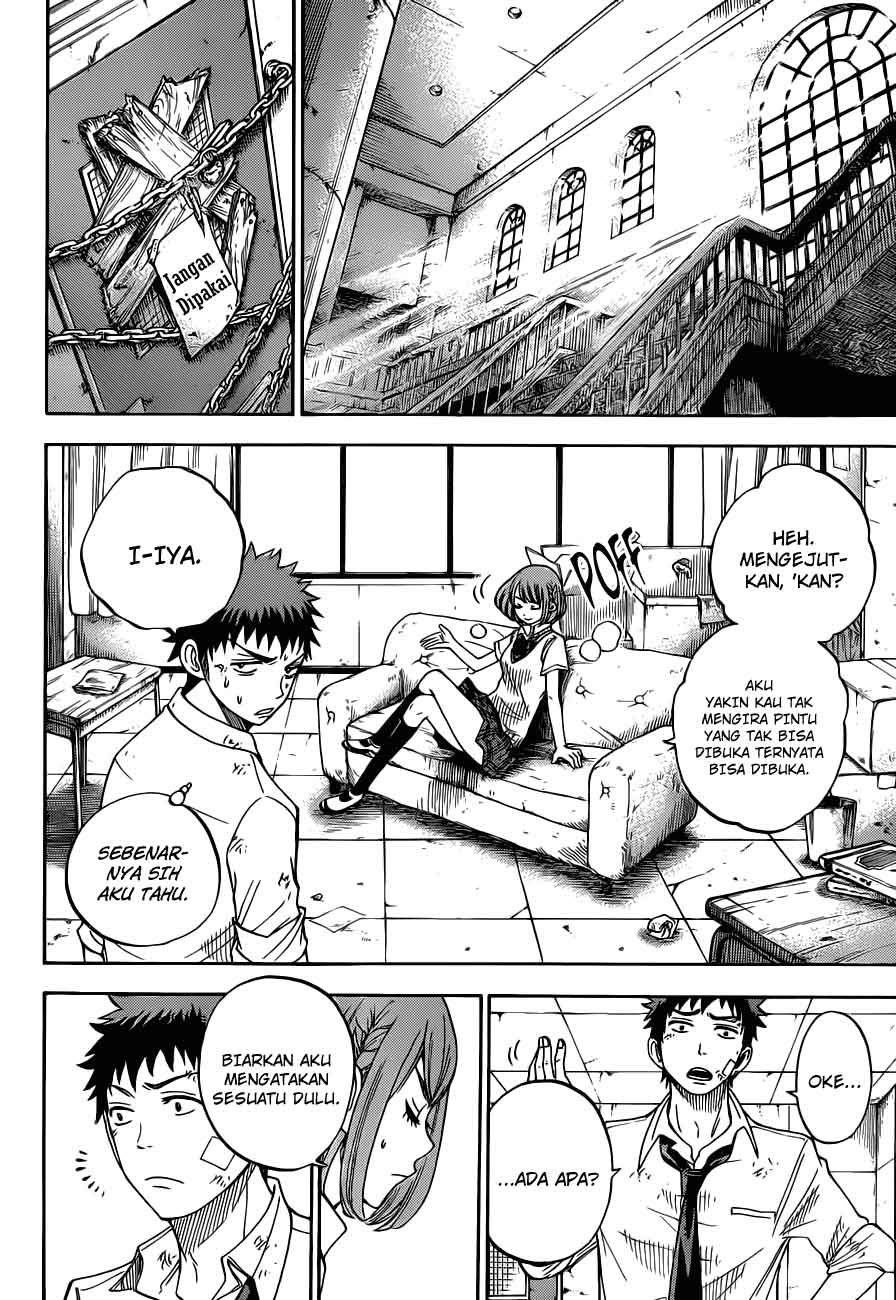 Jangan
Dipakai
HEH.
MENGEJUT-
KAN, 'KAN?
AKU
YAKIN KAU TAK
MENGIRA PINTU
YANG TAK BISA
DIBUKA TERNYATA
BISA DIBUKA.
POFF
I-IYA.
SEBENAR-
NYA SIH
AKU TAHU.
OKE...
...ADA APA?
BIARKAN AKU
MENGATAKAN
SESUATU DULU.